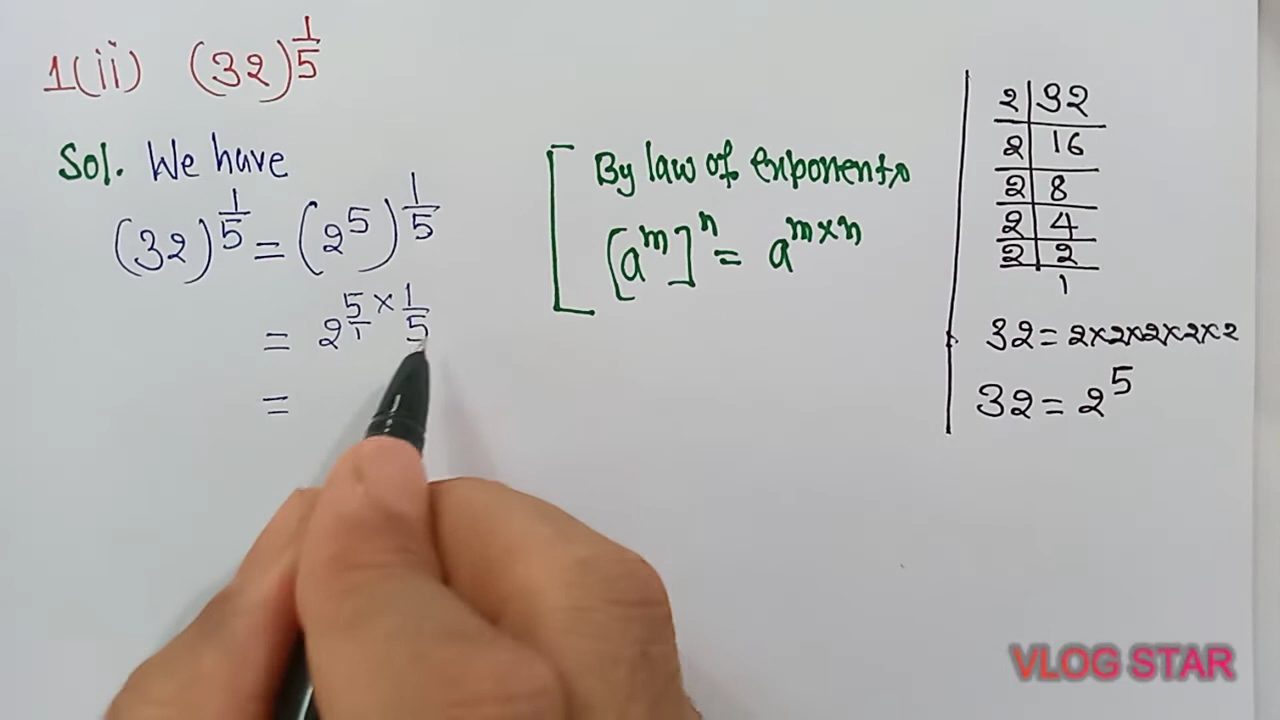 1(ii) (32)^{1/5}
Sol. We have
(32)^{1/5} = (2^5)^{1/5}
= 2^{5/1 × 1/5}
=
By law of exponents
[a^m]^n = a^{m×n}
2 | 32
2 | 16
2 | 8
2 | 4
2 | 2
1
32 = 2×2×2×2×2
32 = 2^5
VLOG STAR